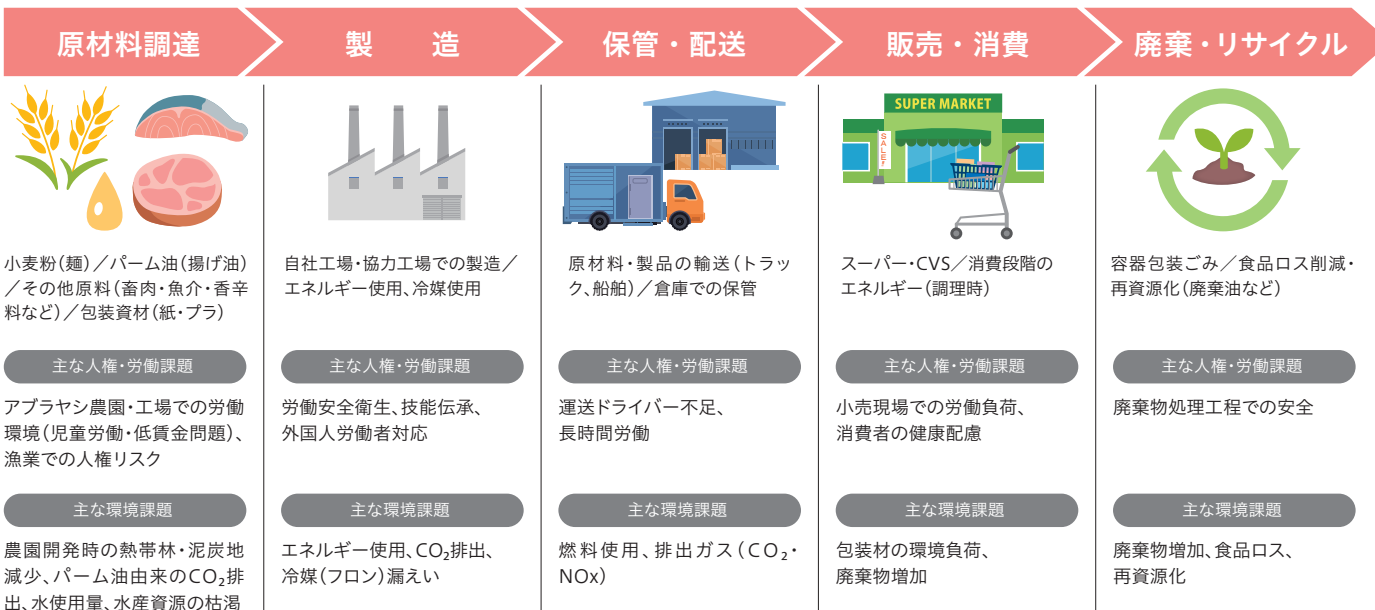 原材料調達
製造
保管・配送
販売・消費
廃棄・リサイクル
SUPER MARKET
SALE!
小麦粉(麺)／パーム油(揚げ油)
／その他原料(畜肉・魚介・香辛
料など)／包装資材(紙・プラ)
自社工場・協力工場での製造／
エネルギー使用、冷媒使用
原材料・製品の輸送(トラッ
ク、船舶)／倉庫での保管
スーパー・CVS／消費段階の
エネルギー(調理時)
容器包装ごみ／食品ロス削減・
再資源化(廃棄油など)
主な人権・労働課題
主な人権・労働課題
主な人権・労働課題
主な人権・労働課題
主な人権・労働課題
アブラヤシ農園・工場での労働
環境(児童労働・低賃金問題)、
漁業での人権リスク
労働安全衛生、技能伝承、
外国人労働者対応
運送ドライバー不足、
長時間労働
小売現場での労働負荷、
消費者の健康配慮
廃棄物処理工程での安全
主な環境課題
主な環境課題
主な環境課題
主な環境課題
主な環境課題
農園開発時の熱帯林・泥炭地
減少、パーム油由来のCO₂排
出、水使用量、水産資源の枯渇
エネルギー使用、CO₂排出、
冷媒(フロン)漏えい
燃料使用、排出ガス(CO₂・
NOx)
包装材の環境負荷、
廃棄物増加
廃棄物増加、食品ロス、
再資源化